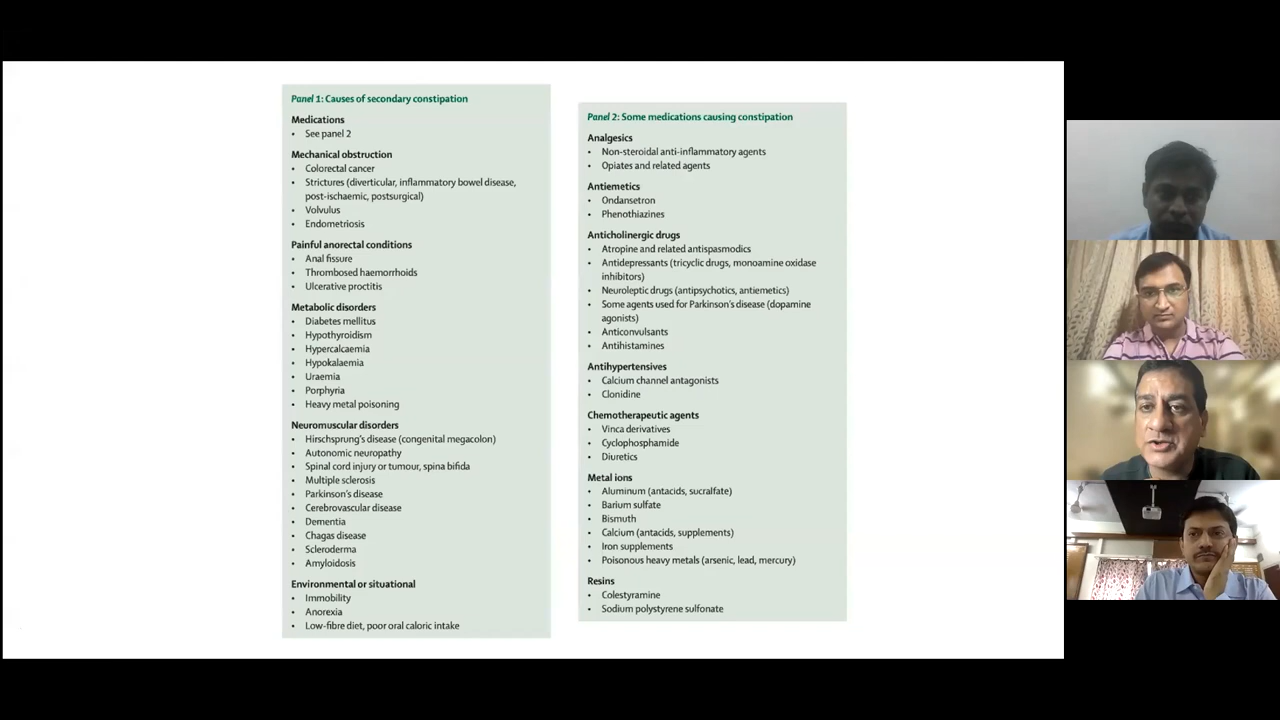 Panel 1: Causes of secondary constipation
Medications
• See panel 2
Mechanical obstruction
• Colorectal cancer
• Strictures (diverticular, inflammatory bowel disease,
post-ischaemic, postsurgical)
• Volvulus
• Endometriosis
Painful anorectal conditions
• Anal fissure
• Thrombosed haemorrhoids
• Ulcerative proctitis
Metabolic disorders
• Diabetes mellitus
• Hypothyroidism
• Hypercalcaemia
• Hypokalaemia
• Uraemia
• Porphyria
• Heavy metal poisoning
Neuromuscular disorders
• Hirschsprung's disease (congenital megacolon)
• Autonomic neuropathy
• Spinal cord injury or tumour, spina bifida
• Multiple sclerosis
• Parkinson's disease
• Cerebrovascular disease
• Dementia
• Chagas disease
• Scleroderma
• Amyloidosis
Environmental or situational
• Immobility
• Anorexia
• Low-fibre diet, poor oral caloric intake
Panel 2: Some medications causing constipation
Analgesics
• Non-steroidal anti-inflammatory agents
• Opiates and related agents
Antiemetics
• Ondansetron
• Phenothiazines
Anticholinergic drugs
• Atropine and related antispasmodics
• Antidepressants (tricyclic drugs, monoamine oxidase
inhibitors)
• Neuroleptic drugs (antipsychotics, antiemetics)
• Some agents used for Parkinson's disease (dopamine
agonists)
• Anticonvulsants
• Antihistamines
Antihypertensives
• Calcium channel antagonists
• Clonidine
Chemotherapeutic agents
• Vinca derivatives
• Cyclophosphamide
• Diuretics
Metal ions
• Aluminum (antacids, sucralfate)
• Barium sulfate
• Bismuth
• Calcium (antacids, supplements)
• Iron supplements
• Poisonous heavy metals (arsenic, lead, mercury)
Resins
• Colestyramine
• Sodium polystyrene sulfonate